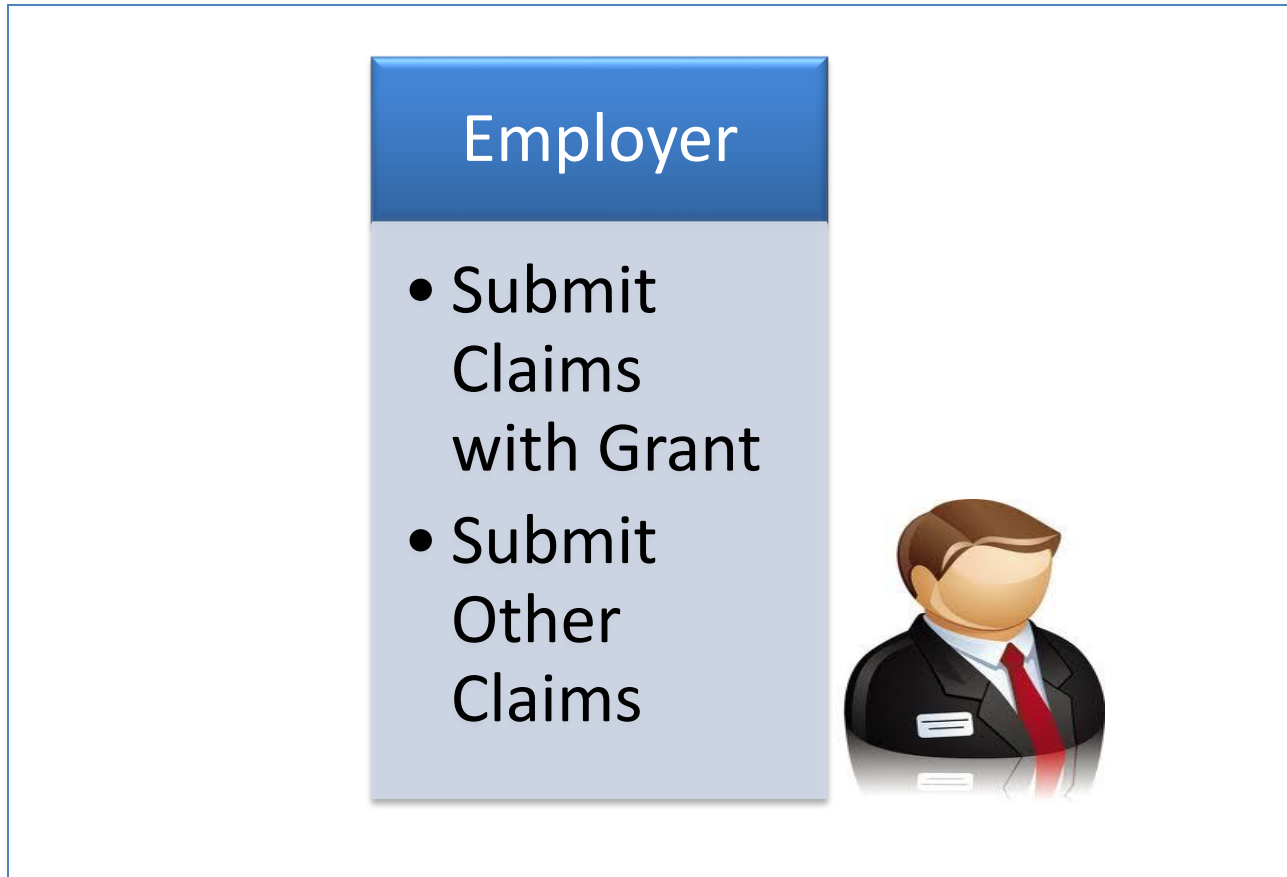 Employer
• Submit
Claims
with Grant
• Submit
Other
Claims